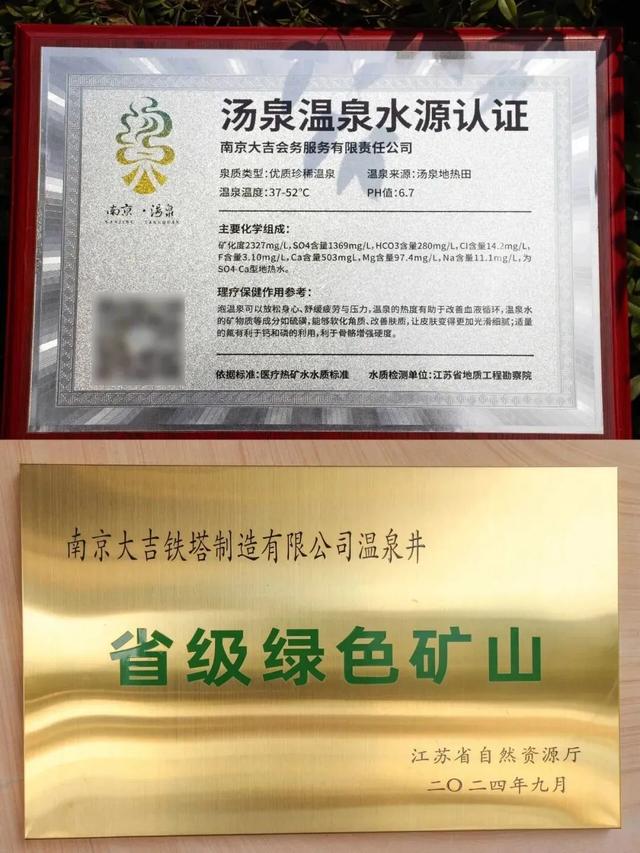 汤泉温泉水源认证
南京大吉会务服务有限责任公司
泉质类型:优质珍稀温泉 温泉来源:汤泉地热田
温泉温度:37-52℃ PH值:6.7
南京·汤泉
NANJING TANGQUAN
主要化学组成:
矿化度2327mg/L,SO4含量1369mg/L,HCO3含量280mg/L,Cl含量14.2mg/L,
F含量3.10mg/L,Ca含量503mgL,Mg含量97.4mg/L,Na含量11.1mg/L,为
SO4-Ca型地热水。
理疗保健作用参考:
泡温泉可以放松身心、舒缓疲劳与压力,温泉的热度有助于改善血液循环,温泉水
的矿物质等成分如硫磺,能够软化角质、改善肤质,让皮肤变得更加光滑细腻;适量
的氟有利于钙和磷的利用,利于骨骼增强硬度。
依据标准:医疗热矿水水质标准 水质检测单位:江苏省地质工程勘察院
南京大吉铁塔制造有限公司温泉井
省级绿色矿山
江苏省自然资源厅
二〇二四年九月